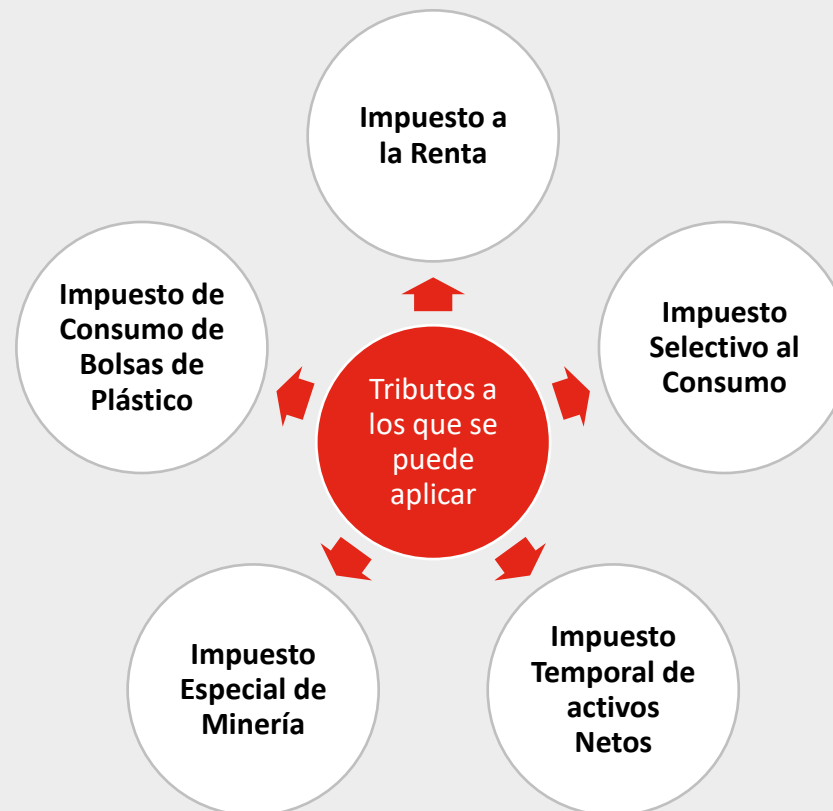 Impuesto a
la Renta
Impuesto de
Consumo de
Bolsas de
Plástico
Impuesto
Selectivo al
Consumo
Tributos a
los que se
puede
aplicar
Impuesto
Especial de
Minería
Impuesto
Temporal de
activos
Netos